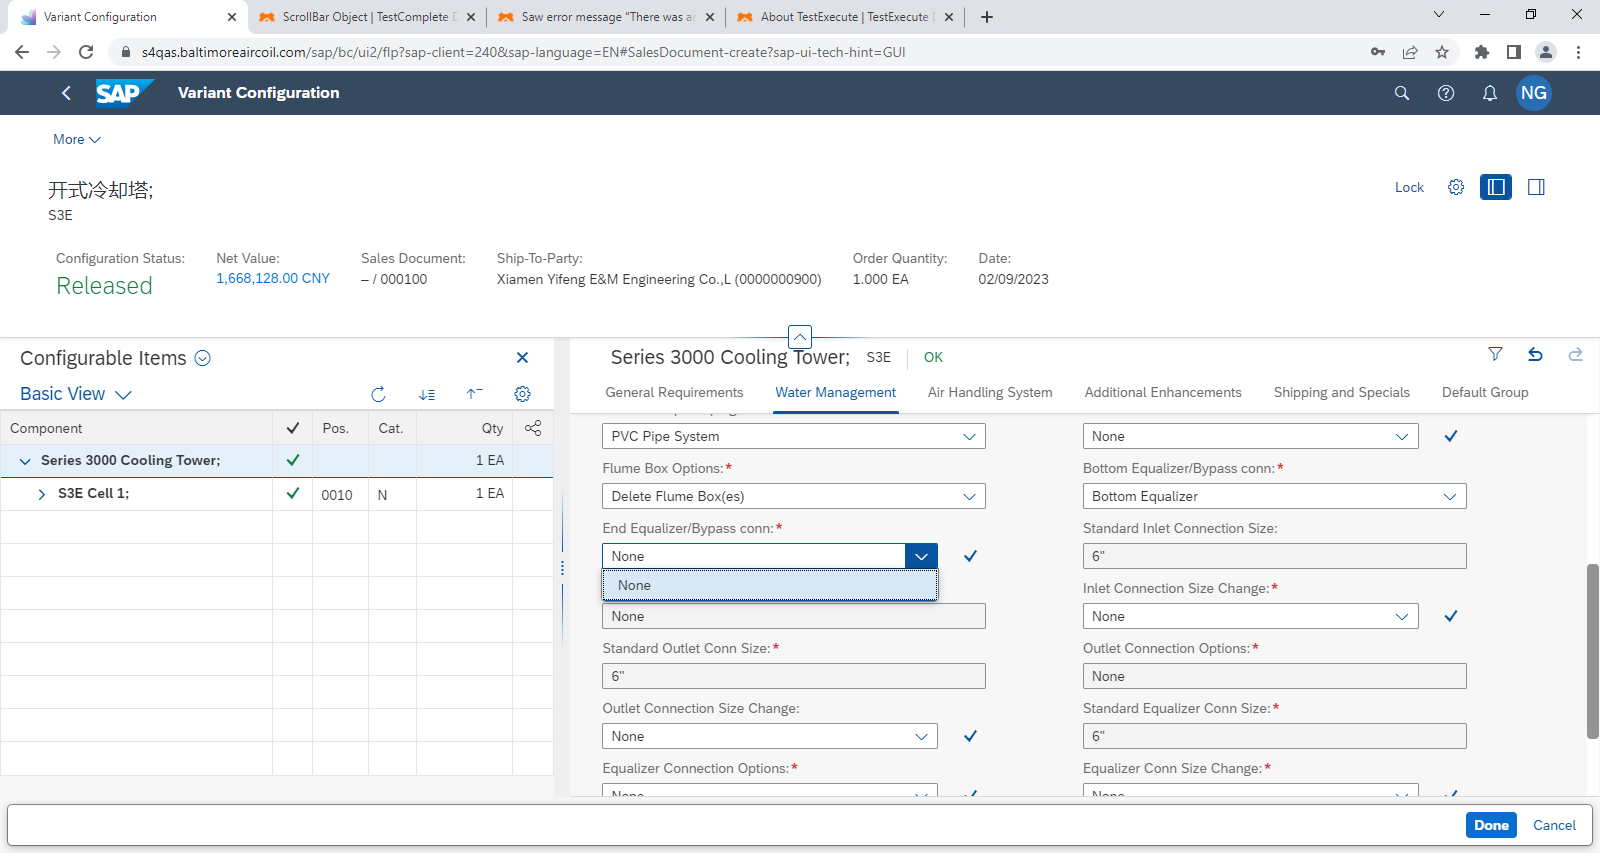 Variant Configuration
ScrollBar Object | TestComplete D
Saw error message "There was an
About TestExecute | TestExecute D
s4qas.baltimoreaircoil.com/sap/bc/ui2/flp?sap-client=240&sap-language=EN#SalesDocument-create?sap-ui-tech-hint=GUI
SAP
Variant Configuration
NG
More
开式冷却塔;
S3E
Lock
Configuration Status:
Released
Net Value:
1,668,128.00 CNY
Sales Document:
– / 000100
Ship-To-Party:
Xiamen Yifeng E&M Engineering Co.,L (0000000900)
Order Quantity:
1.000 EA
Date:
02/09/2023
Configurable Items
Basic View
Component Pos. Cat. Qty
Series 3000 Cooling Tower; 1 EA
S3E Cell 1; 0010 N 1 EA
Series 3000 Cooling Tower; S3E OK
General Requirements Water Management Air Handling System Additional Enhancements Shipping and Specials Default Group
PVC Pipe System
None
Flume Box Options:*
Bottom Equalizer/Bypass conn:*
Delete Flume Box(es)
Bottom Equalizer
End Equalizer/Bypass conn:*
Standard Inlet Connection Size:
None
6"
None
Inlet Connection Size Change:*
None
None
Standard Outlet Conn Size:*
Outlet Connection Options:*
6"
None
Outlet Connection Size Change:
Standard Equalizer Conn Size:*
None
6"
Equalizer Connection Options:*
Equalizer Conn Size Change:*
None
None
Done Cancel